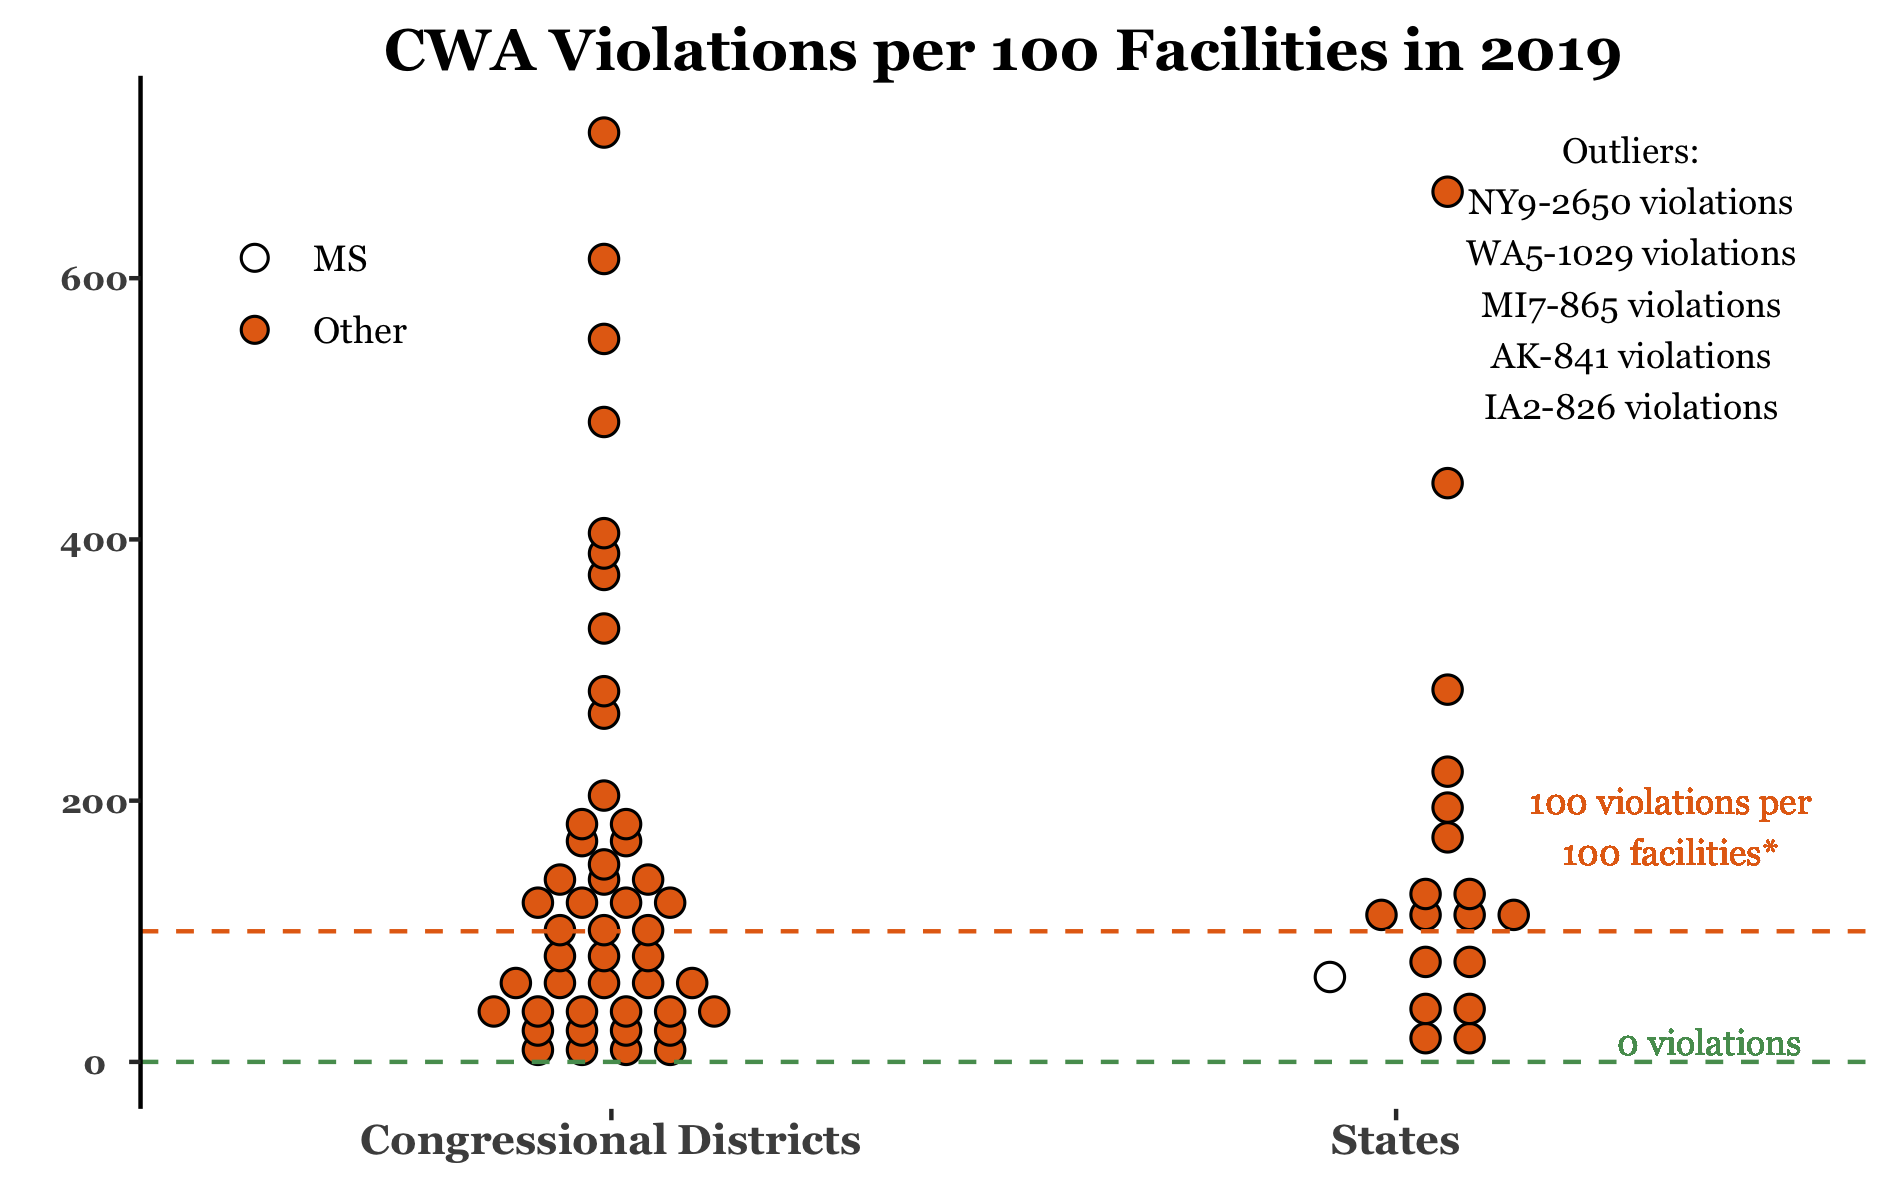 CWA Violations per 100 Facilities in 2019
Outliers:
NY9-2650 violations
WA5-1029 violations
MI7-865 violations
AK-841 violations
IA2-826 violations
MS
Other
600
400
200
0
100 violations per
100 facilities*
0 violations
Congressional Districts
States